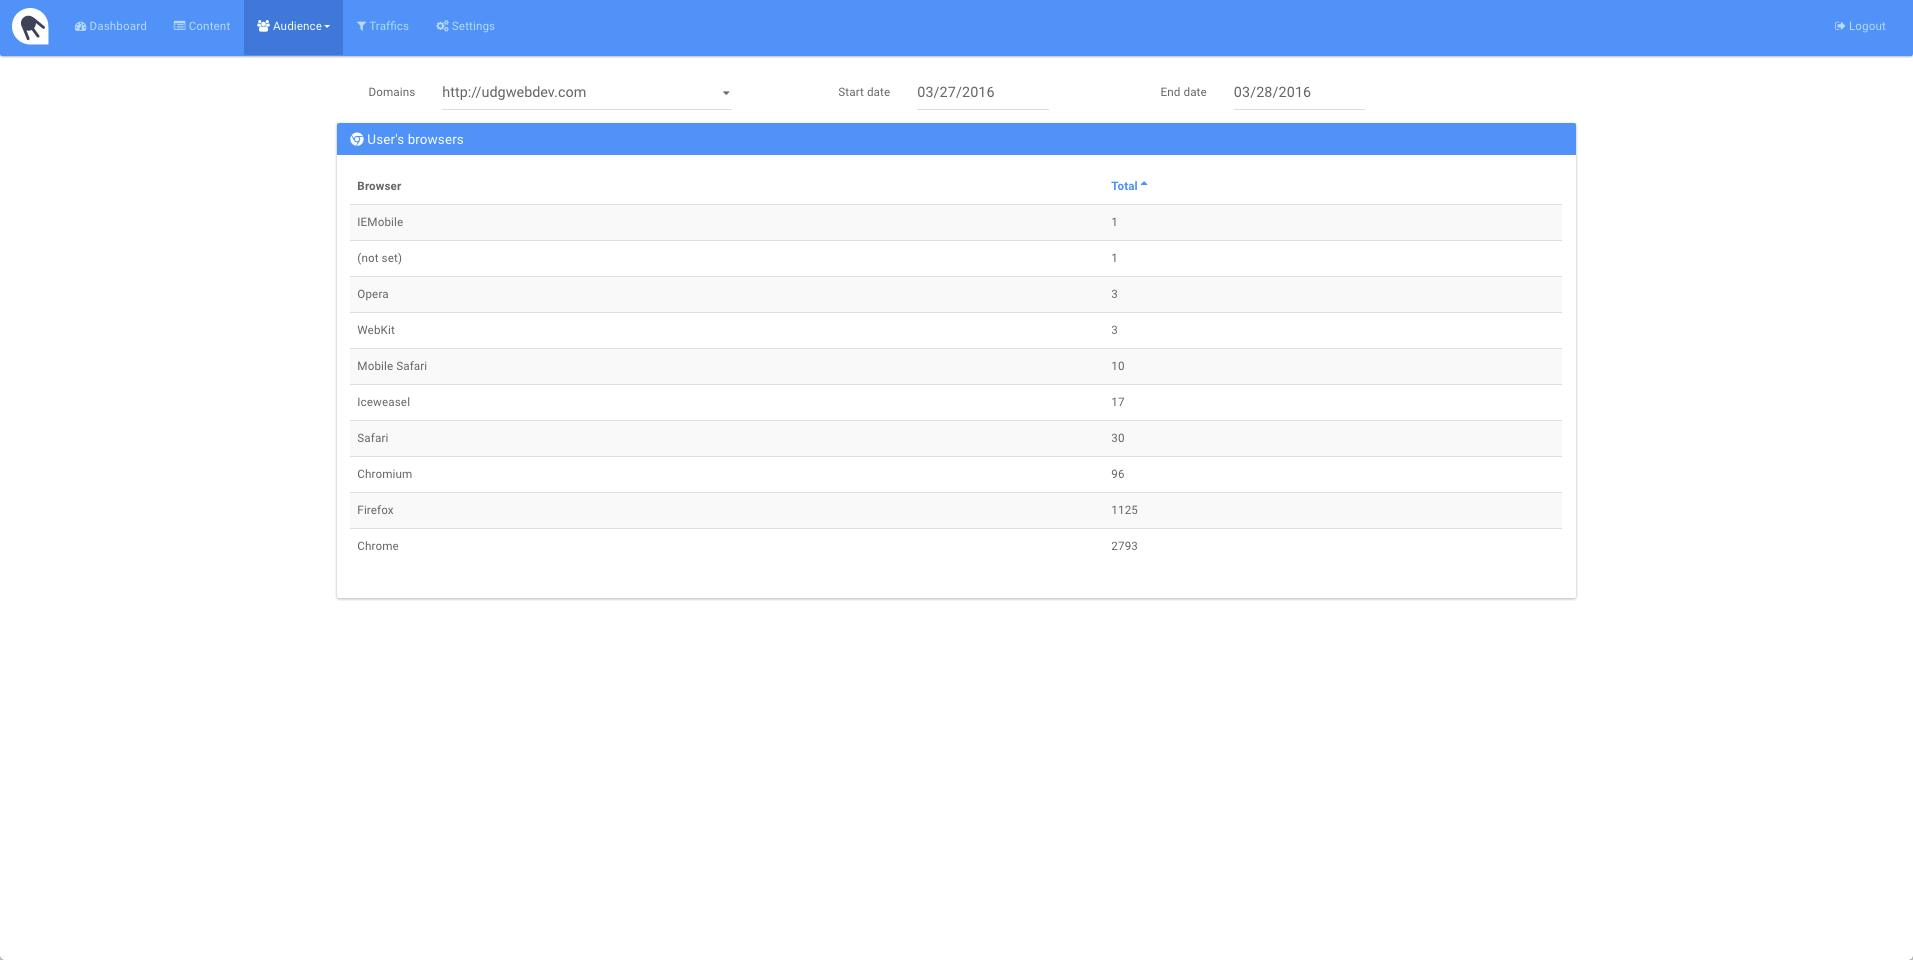 Dashboard Content Audience Traffics Settings Logout
Domains http://udgwebdev.com Start date 03/27/2016 End date 03/28/2016
User's browsers
Browser Total
IEMobile 1
(not set) 1
Opera 3
WebKit 3
Mobile Safari 10
Iceweasel 17
Safari 30
Chromium 96
Firefox 1125
Chrome 2793